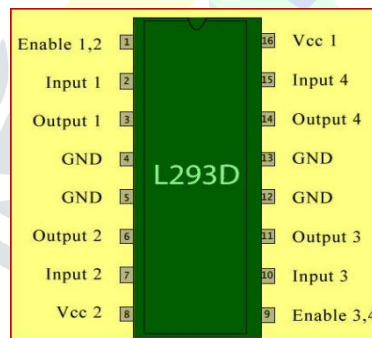 Enable 1,2 1 16 Vcc 1
Input 1 2 15 Input 4
Output 1 3 14 Output 4
GND 4 13 GND
L293D
GND 5 12 GND
Output 2 6 11 Output 3
Input 2 7 10 Input 3
Vcc 2 8 9 Enable 3,4